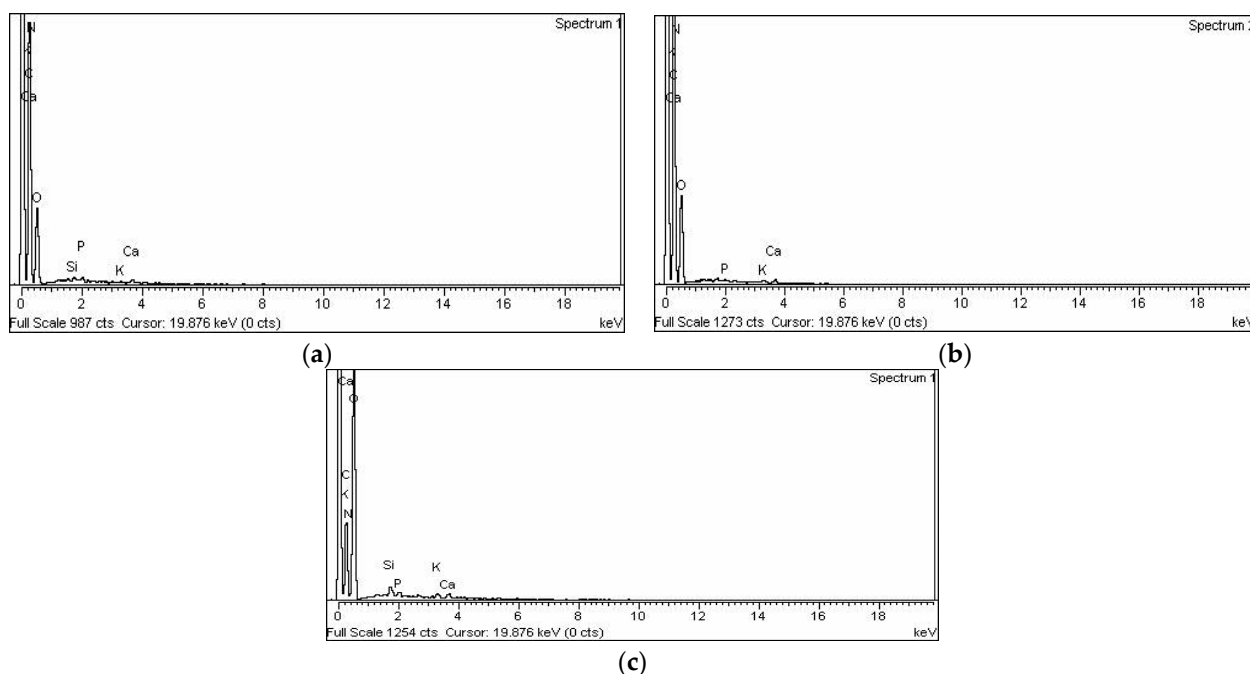 Spectrum 1
N
C
Ca
O
P
Ca
Si
K
0 2 4 6 8 10 12 14 16 18
Full Scale 987 cts Cursor: 19.876 keV (0 cts) keV
(a)
Spectrum 2
N
C
Ca
O
Ca
P
K
0 2 4 6 8 10 12 14 16 18
Full Scale 1273 cts Cursor: 19.876 keV (0 cts) keV
(b)
Spectrum 1
Ca
O
C
K
N
Si
K
P
Ca
0 2 4 6 8 10 12 14 16 18
Full Scale 1254 cts Cursor: 19.876 keV (0 cts) keV
(c)